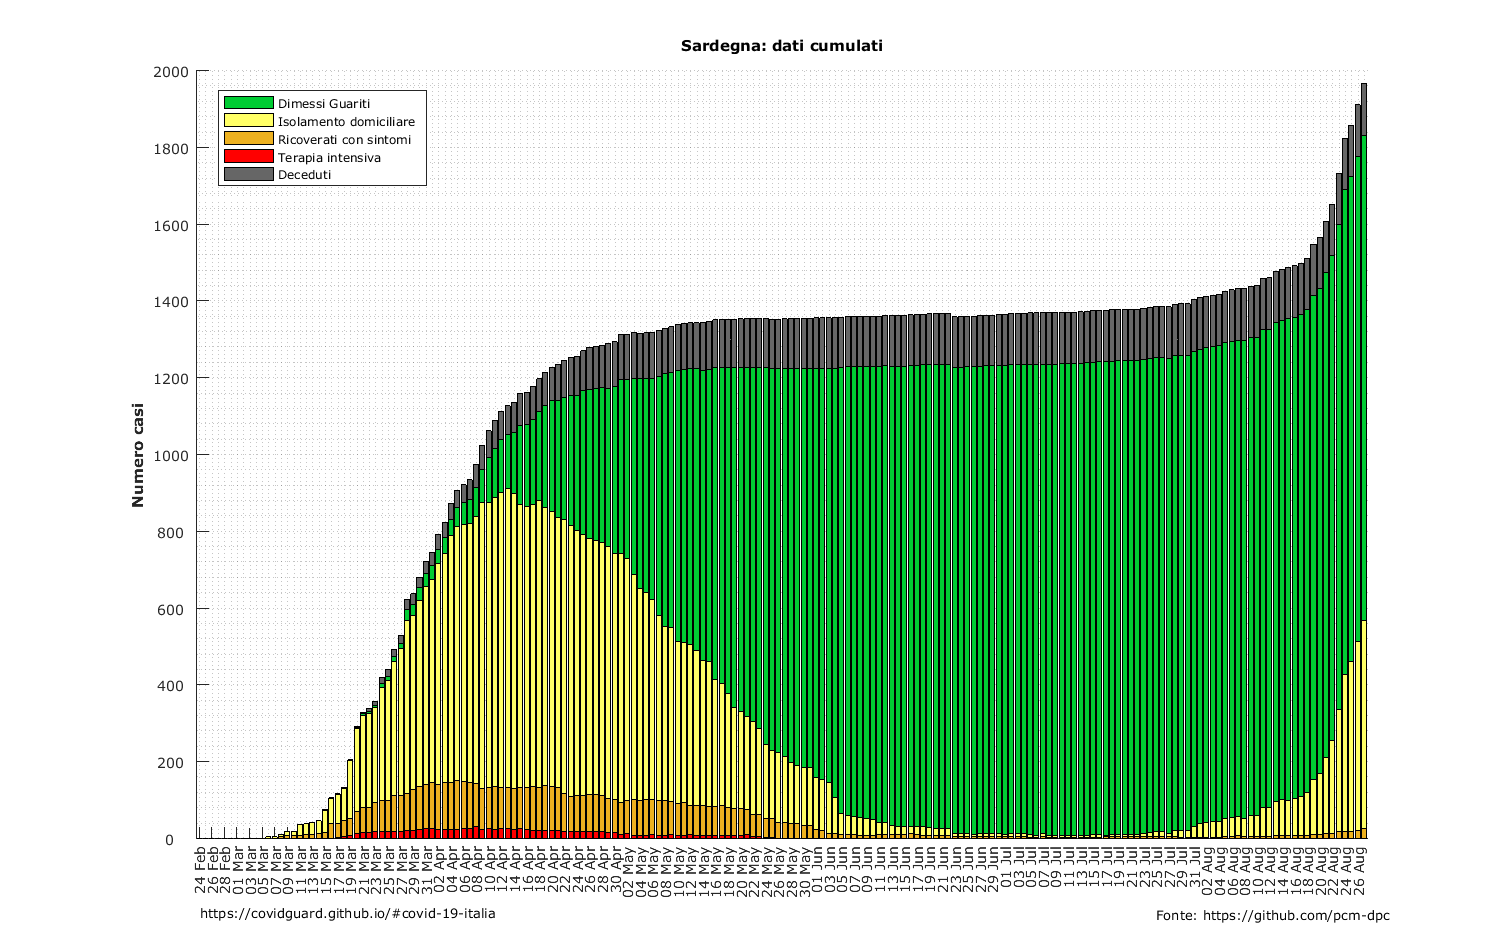 Sardegna: dati cumulati
Numero casi
2000
1800
1600
1400
1200
1000
800
600
400
200
0
Dimessi Guariti
Isolamento domiciliare
Ricoverati con sintomi
Terapia intensiva
Deceduti
24 Feb
26 Feb
28 Feb
01 Mar
03 Mar
05 Mar
07 Mar
09 Mar
11 Mar
13 Mar
15 Mar
17 Mar
19 Mar
21 Mar
23 Mar
25 Mar
27 Mar
29 Mar
31 Mar
02 Apr
04 Apr
06 Apr
08 Apr
10 Apr
12 Apr
14 Apr
16 Apr
18 Apr
20 Apr
22 Apr
24 Apr
26 Apr
28 Apr
30 Apr
02 May
04 May
06 May
08 May
10 May
12 May
14 May
16 May
18 May
20 May
22 May
24 May
26 May
28 May
30 May
01 Jun
03 Jun
05 Jun
07 Jun
09 Jun
11 Jun
13 Jun
15 Jun
17 Jun
19 Jun
21 Jun
23 Jun
25 Jun
27 Jun
29 Jun
01 Jul
03 Jul
05 Jul
07 Jul
09 Jul
11 Jul
13 Jul
15 Jul
17 Jul
19 Jul
21 Jul
23 Jul
25 Jul
27 Jul
29 Jul
31 Jul
02 Aug
04 Aug
06 Aug
08 Aug
10 Aug
12 Aug
14 Aug
16 Aug
18 Aug
20 Aug
22 Aug
24 Aug
26 Aug
https://covidguard.github.io/#covid-19-italia
Fonte: https://github.com/pcm-dpc